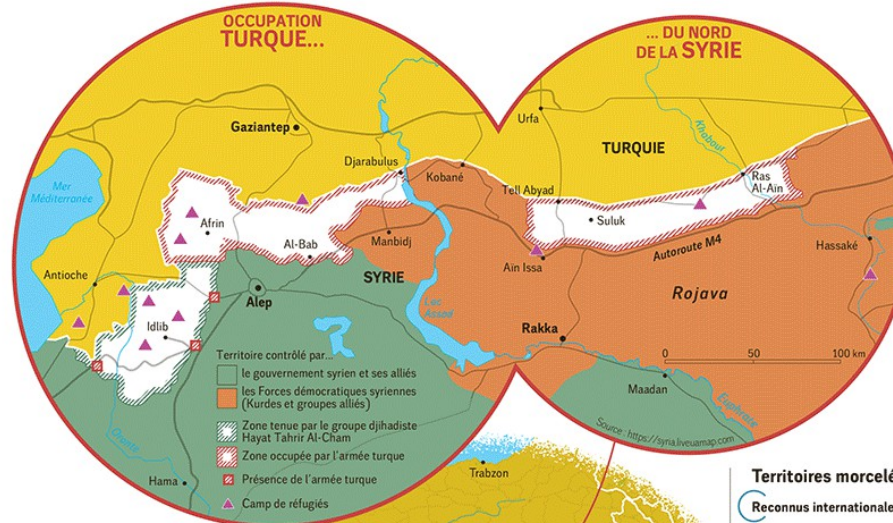 OCCUPATION
TURQUE...
... DU NORD
DE LA SYRIE
Gaziantep
Urfa
TURQUIE
Khabour
Djarabulus
Kobané
Tell Abyad
Ras
Al-Aïn
Mer
Méditerranée
Afrin
Suluk
Al-Bab
Manbidj
Autoroute M4
Hassaké
Antioche
SYRIE
Aïn Issa
Alep
Lac
Assad
Rojava
Idlib
Rakka
0 50 100 km
Territoire contrôlé par...
le gouvernement syrien et ses alliés
les Forces démocratiques syriennes
(Kurdes et groupes alliés)
Maadan
Euphrate
Zone tenue par le groupe djihadiste
Hayat Tahrir Al-Cham
Zone occupée par l'armée turque
Source : https://syria.liveuamap.com
Oronte
Hama
Présence de l'armée turque
Camp de réfugiés
Trabzon
Territoires morcelé
Reconnus internationale